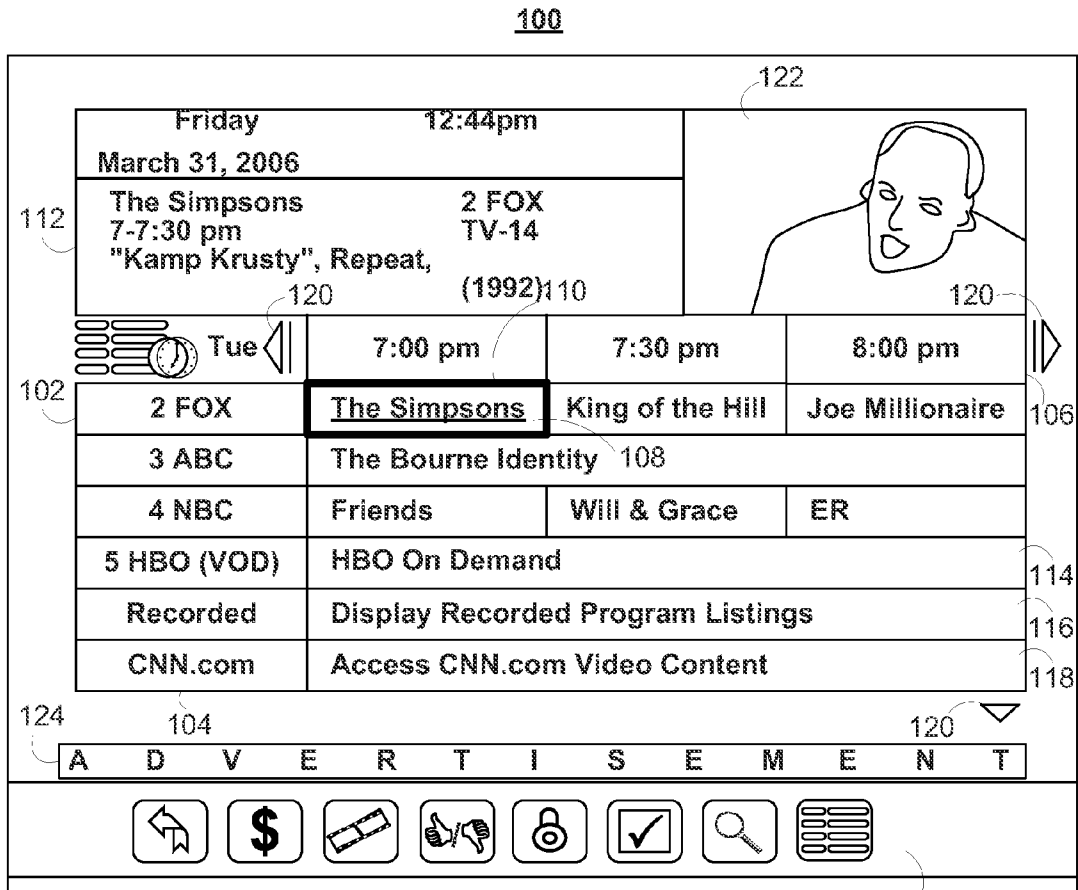 100
122
Friday 12:44pm
March 31, 2006
112
The Simpsons 2 FOX
7-7:30 pm TV-14
"Kamp Krusty", Repeat,
(1992)
120 110 120
Tue 7:00 pm 7:30 pm 8:00 pm
102
2 FOX The Simpsons King of the Hill Joe Millionaire
106
3 ABC The Bourne Identity 108
4 NBC Friends Will & Grace ER
5 HBO (VOD) HBO On Demand
114
Recorded Display Recorded Program Listings
116
CNN.com Access CNN.com Video Content
118
124 104 120
A D V E R T I S E M E N T
$